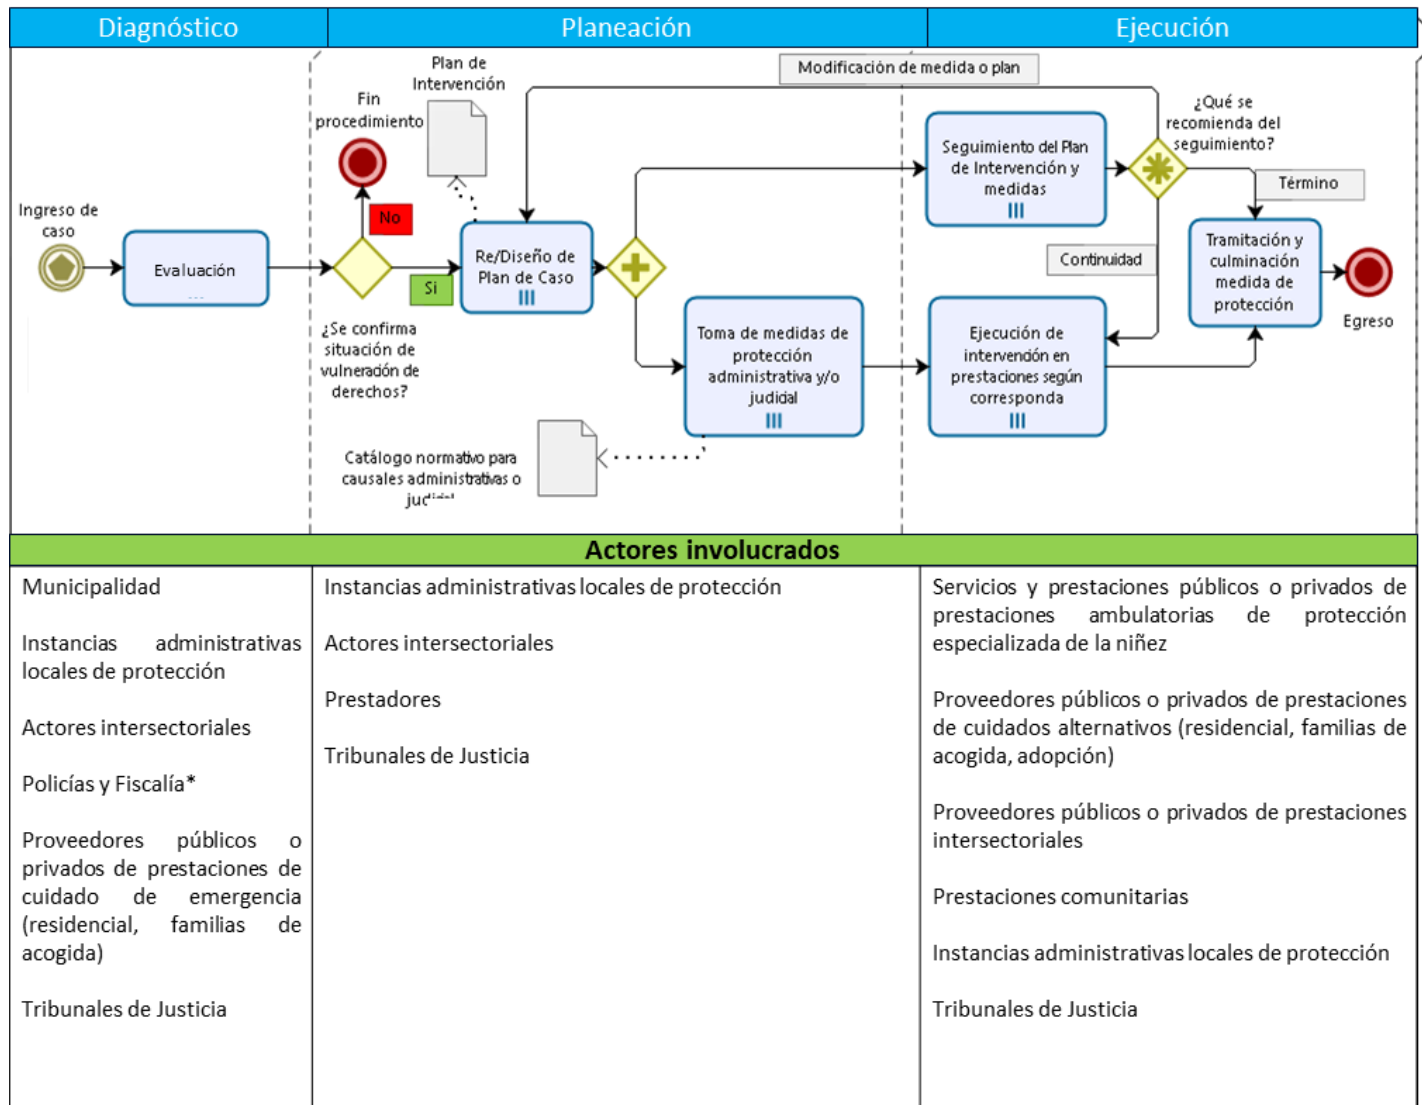 Diagnóstico
Planeación
Ejecución
Ingreso de
caso
Evaluación
Fin
procedimiento
No
Si
¿Se confirma
situación de
vulneración de
derechos?
Plan de
Intervención
Re/Diseño de
Plan de Caso
Toma de medidas de
protección
administrativa y/o
judicial
Catálogo normativo para
causales administrativas o
Modificación de medida o plan
Seguimiento del Plan
de Intervención y
medidas
¿Qué se
recomienda del
seguimiento?
Término
Continuidad
Ejecución de
intervención en
prestaciones según
corresponda
Tramitación y
culminación
medida de
protección
Egreso
Actores involucrados
Municipalidad
Instancias administrativas
locales de protección
Actores intersectoriales
Policías y Fiscalía*
Proveedores públicos o
privados de prestaciones de
cuidado de emergencia
(residencial, familias de
acogida)
Tribunales de Justicia
Instancias administrativas locales de protección
Actores intersectoriales
Prestadores
Tribunales de Justicia
Servicios y prestaciones públicos o privados de
prestaciones ambulatorias de protección
especializada de la niñez
Proveedores públicos o privados de prestaciones
de cuidados alternativos (residencial, familias de
acogida, adopción)
Proveedores públicos o privados de prestaciones
intersectoriales
Prestaciones comunitarias
Instancias administrativas locales de protección
Tribunales de Justicia